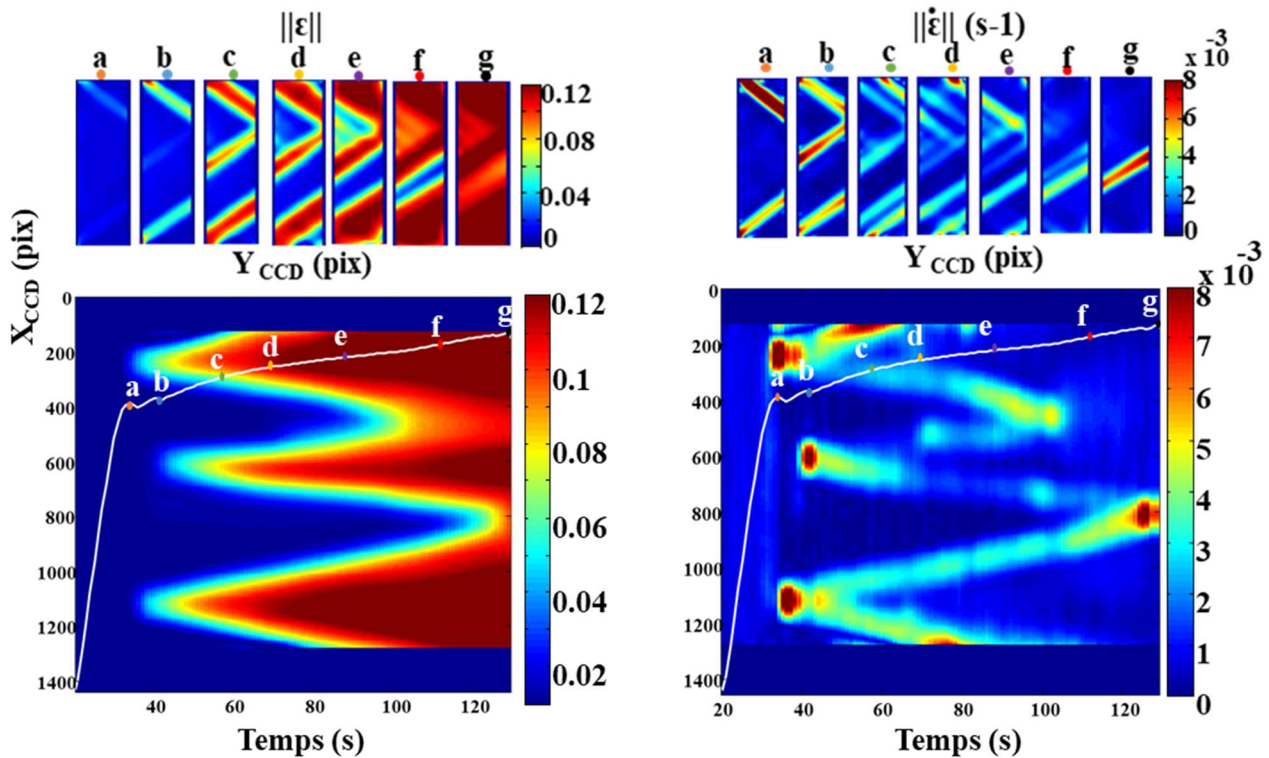 ||ε||
a b c d e f g
0.12
0.08
0.04
0
Y CCD (pix)
||ε̇|| (s-1)
x 10 -3
a b c d e f g
8
6
4
2
0
Y CCD (pix)
X CCD (pix)
0
200
400
600
800
1000
1200
1400
a b c d e f g
40 60 80 100 120
Temps (s)
0.12
0.1
0.08
0.06
0.04
0.02
0
200
400
600
800
1000
1200
1400
a b c d e f g
20 40 60 80 100 120
Temps (s)
x 10 -3
8
7
6
5
4
3
2
1
0